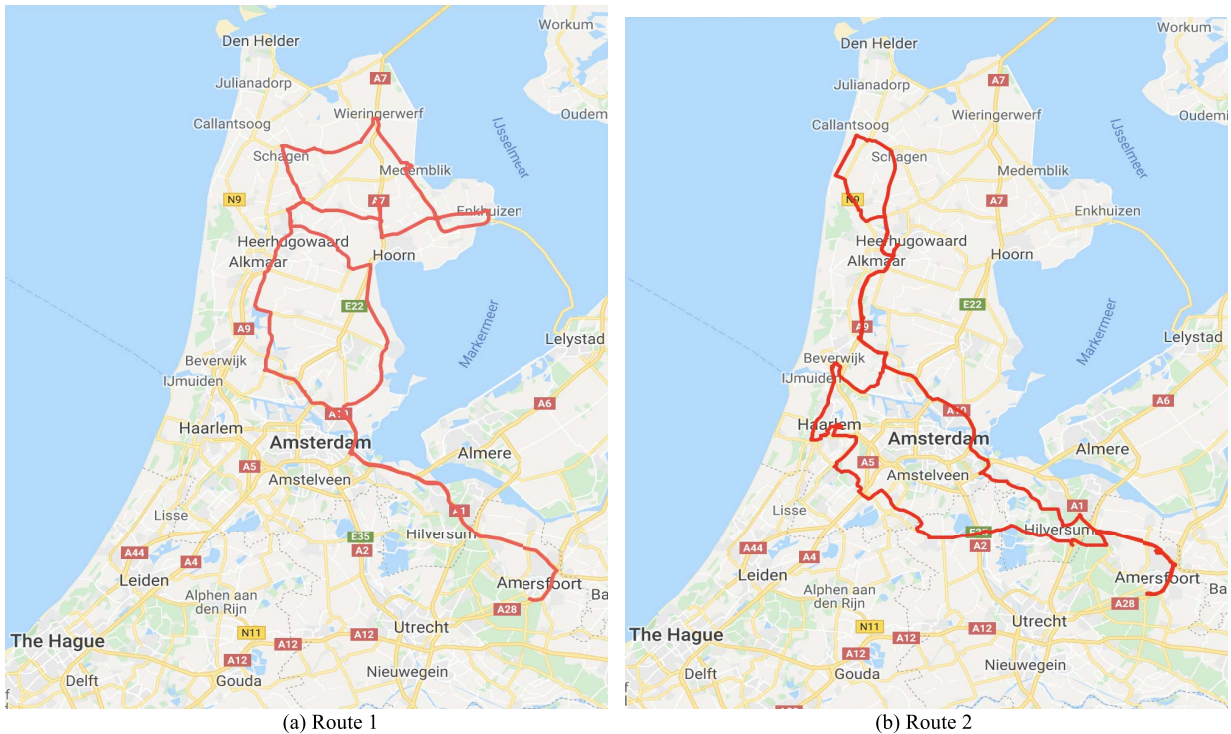 Den Helder
Workum
Julianadorp
A7
Oudem
Wieringerwerf
Callantsoog
IJsselmeer
Schagen
Medemblik
N9
A7
Enkhuizen
Heerhugowaard
Alkmaar
Hoorn
E22
Markermeer
A9
Lelystad
Beverwijk
IJmuiden
A6
Haarlem
Amsterdam
Almere
A5
Amstelveen
A1
Lisse
Hilversum
E35
A2
A44
A4
Leiden
Amersfoort
Alphen aan
den Rijn
A28
Ba
Utrecht
N11
A12
A12
The Hague
A12
Gouda
Nieuwegein
Delft
(a) Route 1
Den Helder
Workum
Julianadorp
A7
Oudem
Wieringerwerf
Callantsoog
IJsselmeer
Schagen
Medemblik
N9
A7
Enkhuizen
Heerhugowaard
Alkmaar
Hoorn
E22
Markermeer
A9
Lelystad
Beverwijk
IJmuiden
A6
Haarlem
Amsterdam
Almere
A5
Amstelveen
A1
Lisse
Hilversum
A2
A44
A4
Leiden
Amersfoort
Alphen aan
den Rijn
A28
Ba
Utrecht
N11
A12
A12
The Hague
A12
Gouda
Nieuwegein
Delft
(b) Route 2